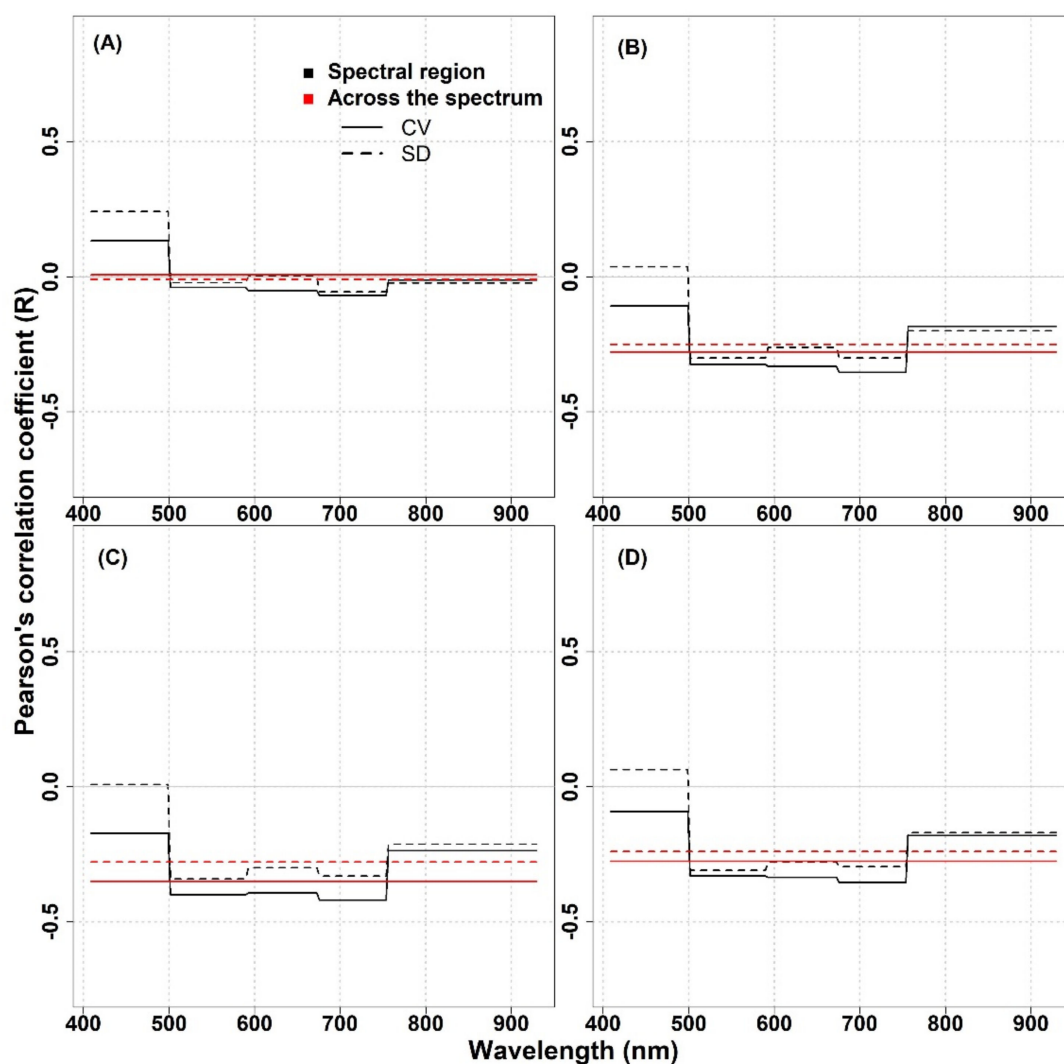 (A)
Spectral region
Across the spectrum
CV
SD
0.5
0.0
-0.5
400 500 600 700 800 900
(B)
0.5
0.0
-0.5
400 500 600 700 800 900
(C)
0.5
0.0
-0.5
400 500 600 700 800 900
(D)
0.5
0.0
-0.5
400 500 600 700 800 900
Pearson's correlation coefficient (R)
Wavelength (nm)